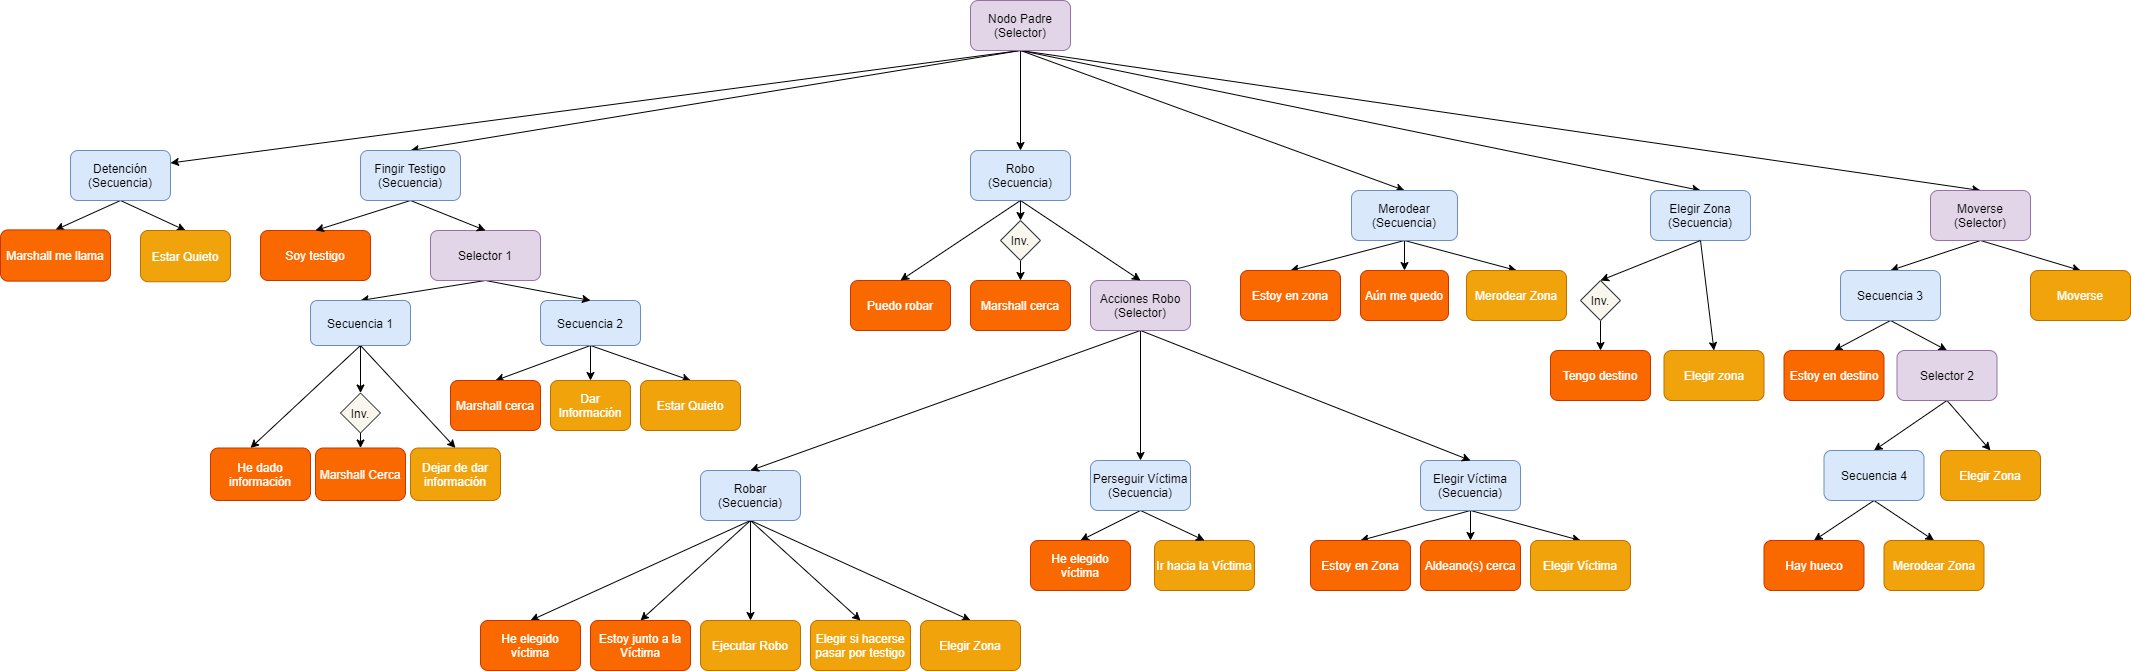 Nodo Padre
(Selector)
Detención
(Secuencia)
Fingir Testigo
(Secuencia)
Robo
(Secuencia)
Merodear
(Secuencia)
Elegir Zona
(Secuencia)
Moverse
(Selector)
Marshall me llama
Estar Quieto
Soy testigo
Selector 1
Inv.
Puedo robar
Marshall cerca
Acciones Robo
(Selector)
Estoy en zona
Aún me quedo
Merodear Zona
Inv.
Secuencia 3
Moverse
Secuencia 1
Secuencia 2
Tengo destino
Elegir zona
Estoy en destino
Selector 2
Marshall cerca
Dar
Información
Estar Quieto
Inv.
He dado
información
Marshall Cerca
Dejar de dar
información
Robar
(Secuencia)
Perseguir Víctima
(Secuencia)
Elegir Víctima
(Secuencia)
Secuencia 4
Elegir Zona
He elegido
víctima
Ir hacia la Víctima
Estoy en Zona
Aldeano(s) cerca
Elegir Víctima
Hay hueco
Merodear Zona
He elegido
víctima
Estoy junto a la
Víctima
Ejecutar Robo
Elegir si hacerse
pasar por testigo
Elegir Zona